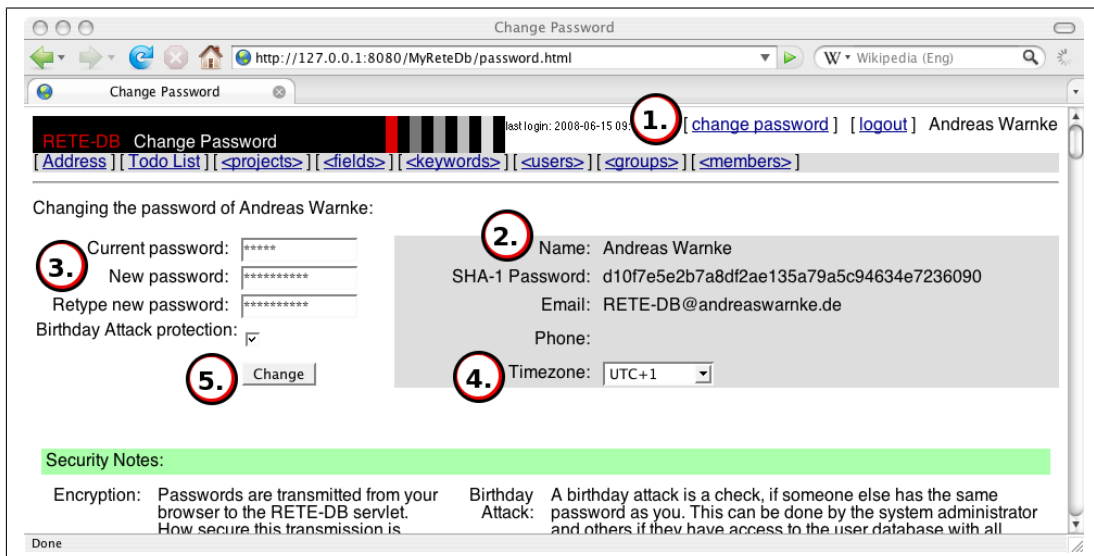 Change Password
http://127.0.0.1:8080/MyReteDb/password.html
W Wikipedia (Eng)
Change Password
RETE-DB Change Password
last login: 2008-06-15 09:
1.
[ change password ] [ logout ] Andreas Warnke
[ Address ] [ Todo List ] [ <projects> ] [ <fields> ] [ <keywords> ] [ <users> ] [ <groups> ] [ <members> ]
Changing the password of Andreas Warnke:
3.
Current password: *****
New password: **********
Retype new password: **********
Birthday Attack protection:
5.
Change
2.
Name: Andreas Warnke
SHA-1 Password: d10f7e5e2b7a8df2ae135a79a5c94634e7236090
Email: RETE-DB@andreaswarnke.de
Phone:
4.
Timezone: UTC+1
Security Notes:
Encryption: Passwords are transmitted from your
browser to the RETE-DB servlet.
How secure this transmission is
Birthday Attack: A birthday attack is a check, if someone else has the same
password as you. This can be done by the system administrator
and others if they have access to the user database with all
Done